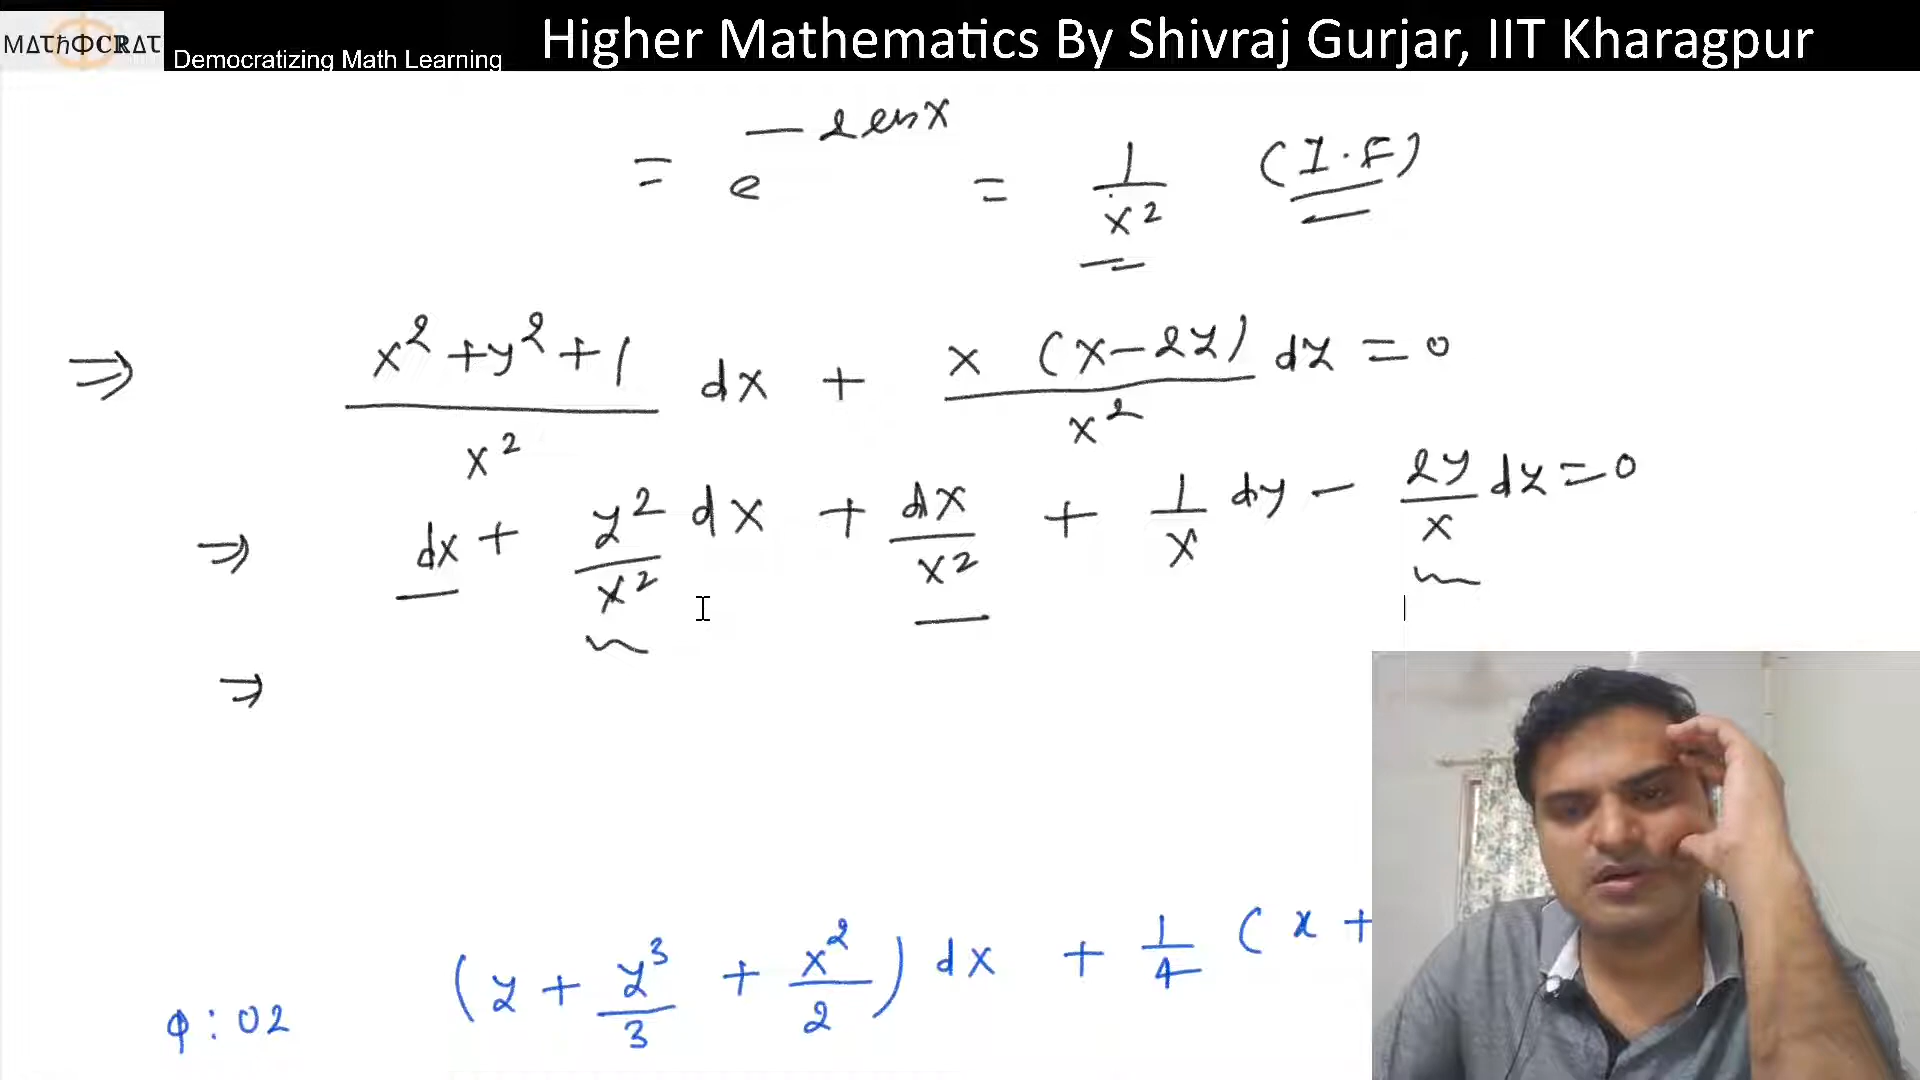 MΔTℏΦCRΔT Democratizing Math Learning Higher Mathematics By Shivraj Gurjar, IIT Kharagpur
= e^{-2 ln x} = 1/x² (I.F)
⇒ (x²+y²+1)/x² dx + x (x-2y)/x² dy = 0
⇒ dx + y²/x² dx + dx/x² + 1/x dy - 2y/x dy = 0
⇒
Q:02 (y + y³/3 + x²/2) dx + 1/4 (x +